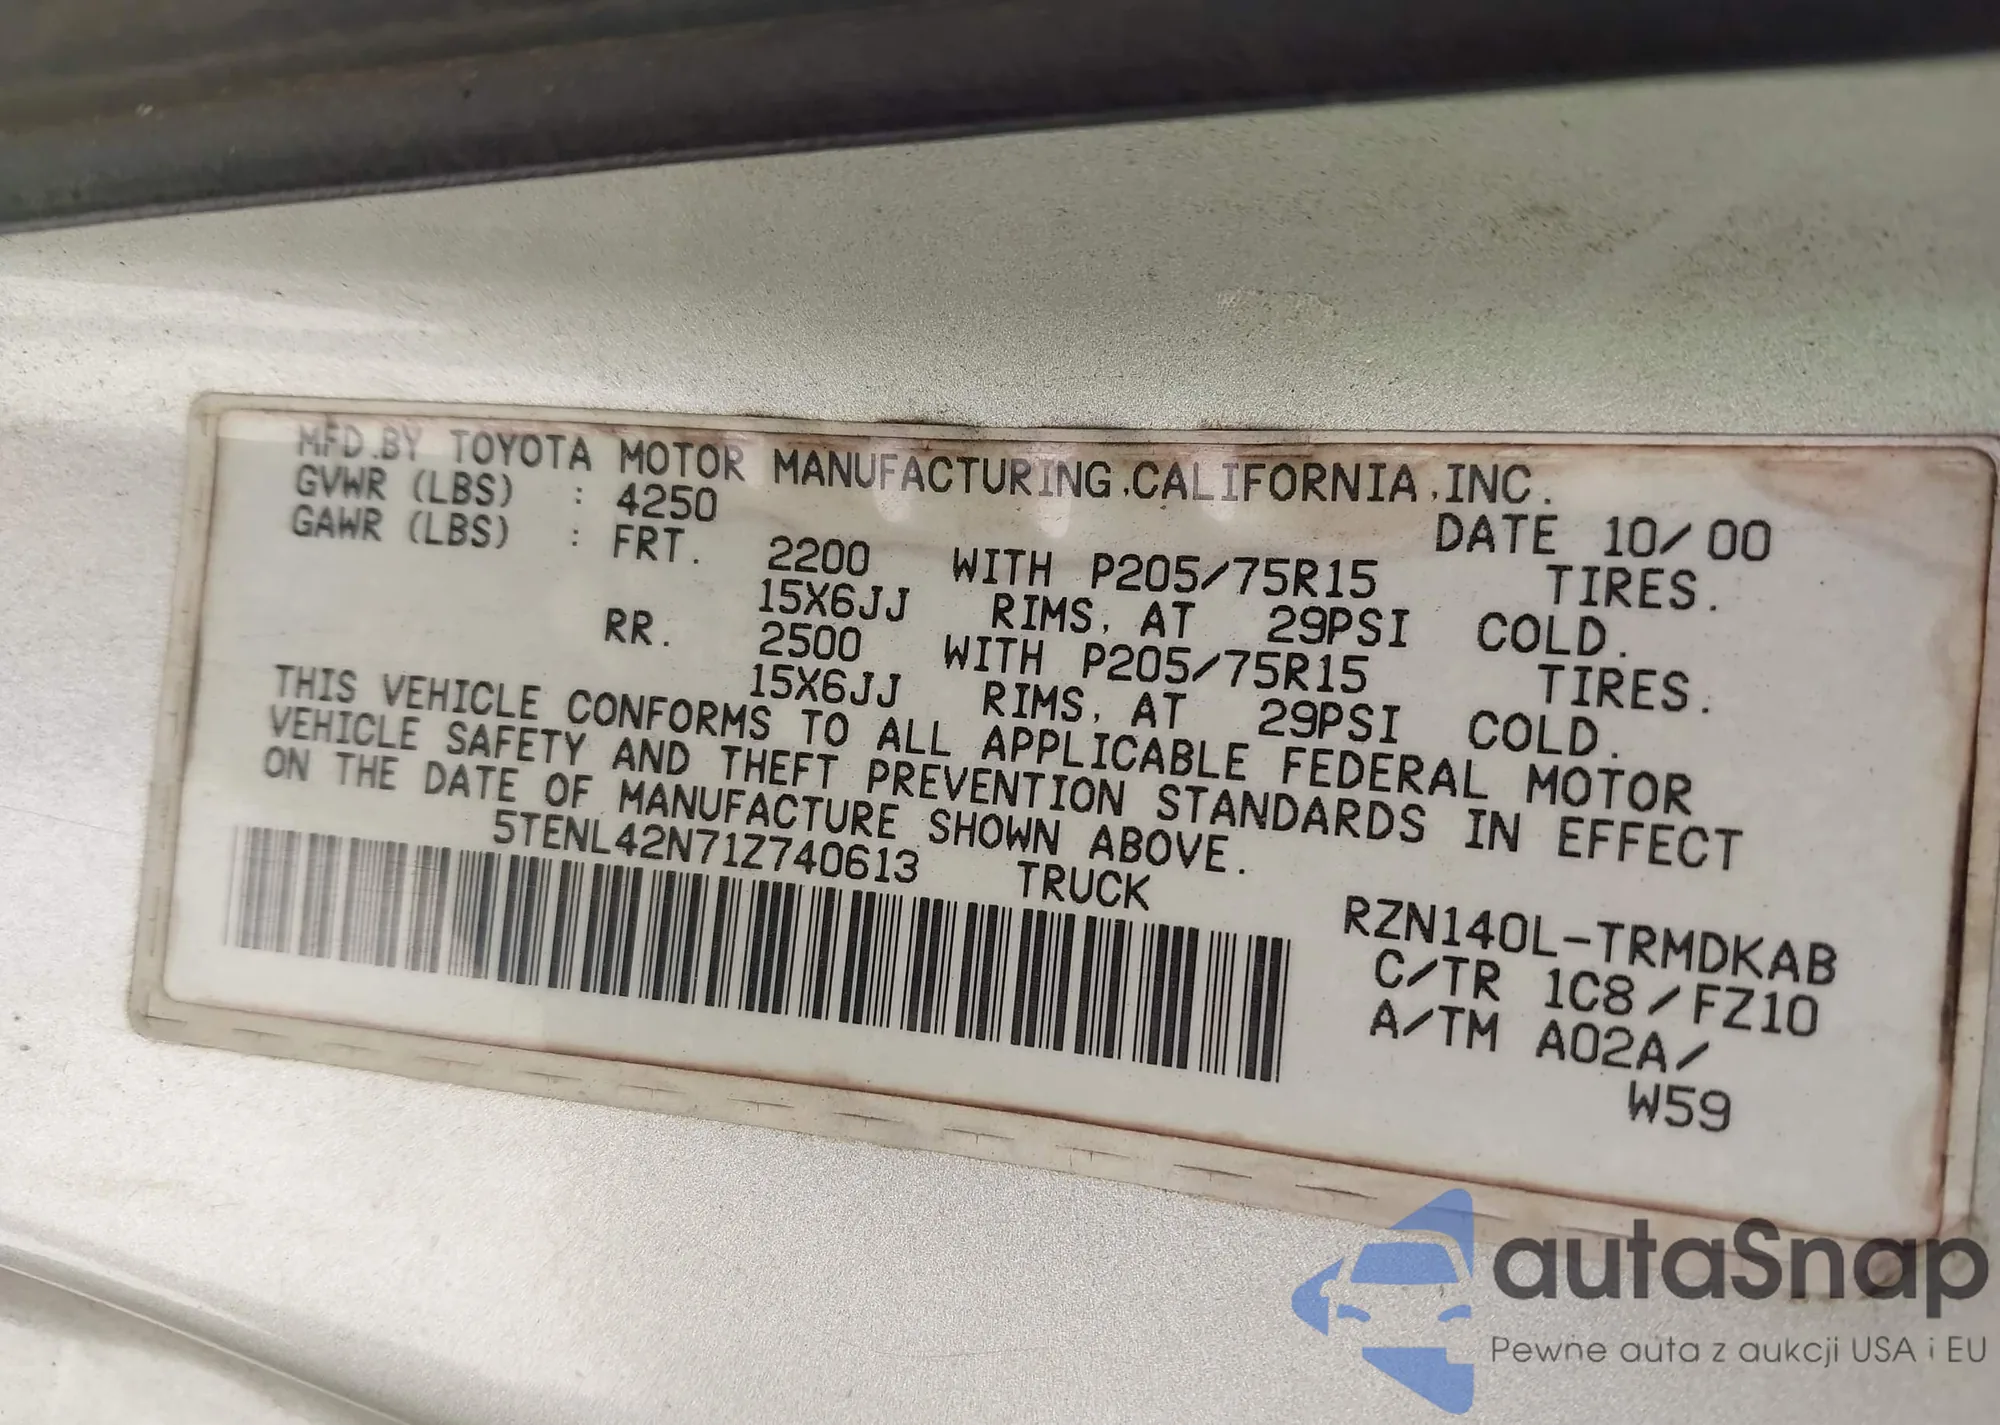 MFD.BY TOYOTA MOTOR MANUFACTURING,CALIFORNIA,INC.
GVWR (LBS) : 4250 DATE 10/00
GAWR (LBS) : FRT. 2200 WITH P205/75R15 TIRES.
15X6JJ RIMS, AT 29PSI COLD.
RR. 2500 WITH P205/75R15 TIRES.
15X6JJ RIMS, AT 29PSI COLD.
THIS VEHICLE CONFORMS TO ALL APPLICABLE FEDERAL MOTOR
VEHICLE SAFETY AND THEFT PREVENTION STANDARDS IN EFFECT
ON THE DATE OF MANUFACTURE SHOWN ABOVE.
5TENL42N71Z740613 TRUCK
RZN140L-TRMDKAB
C/TR 1C8/FZ10
A/TM A02A/
W59
autaSnap
Pewne auta z aukcji USA i EU